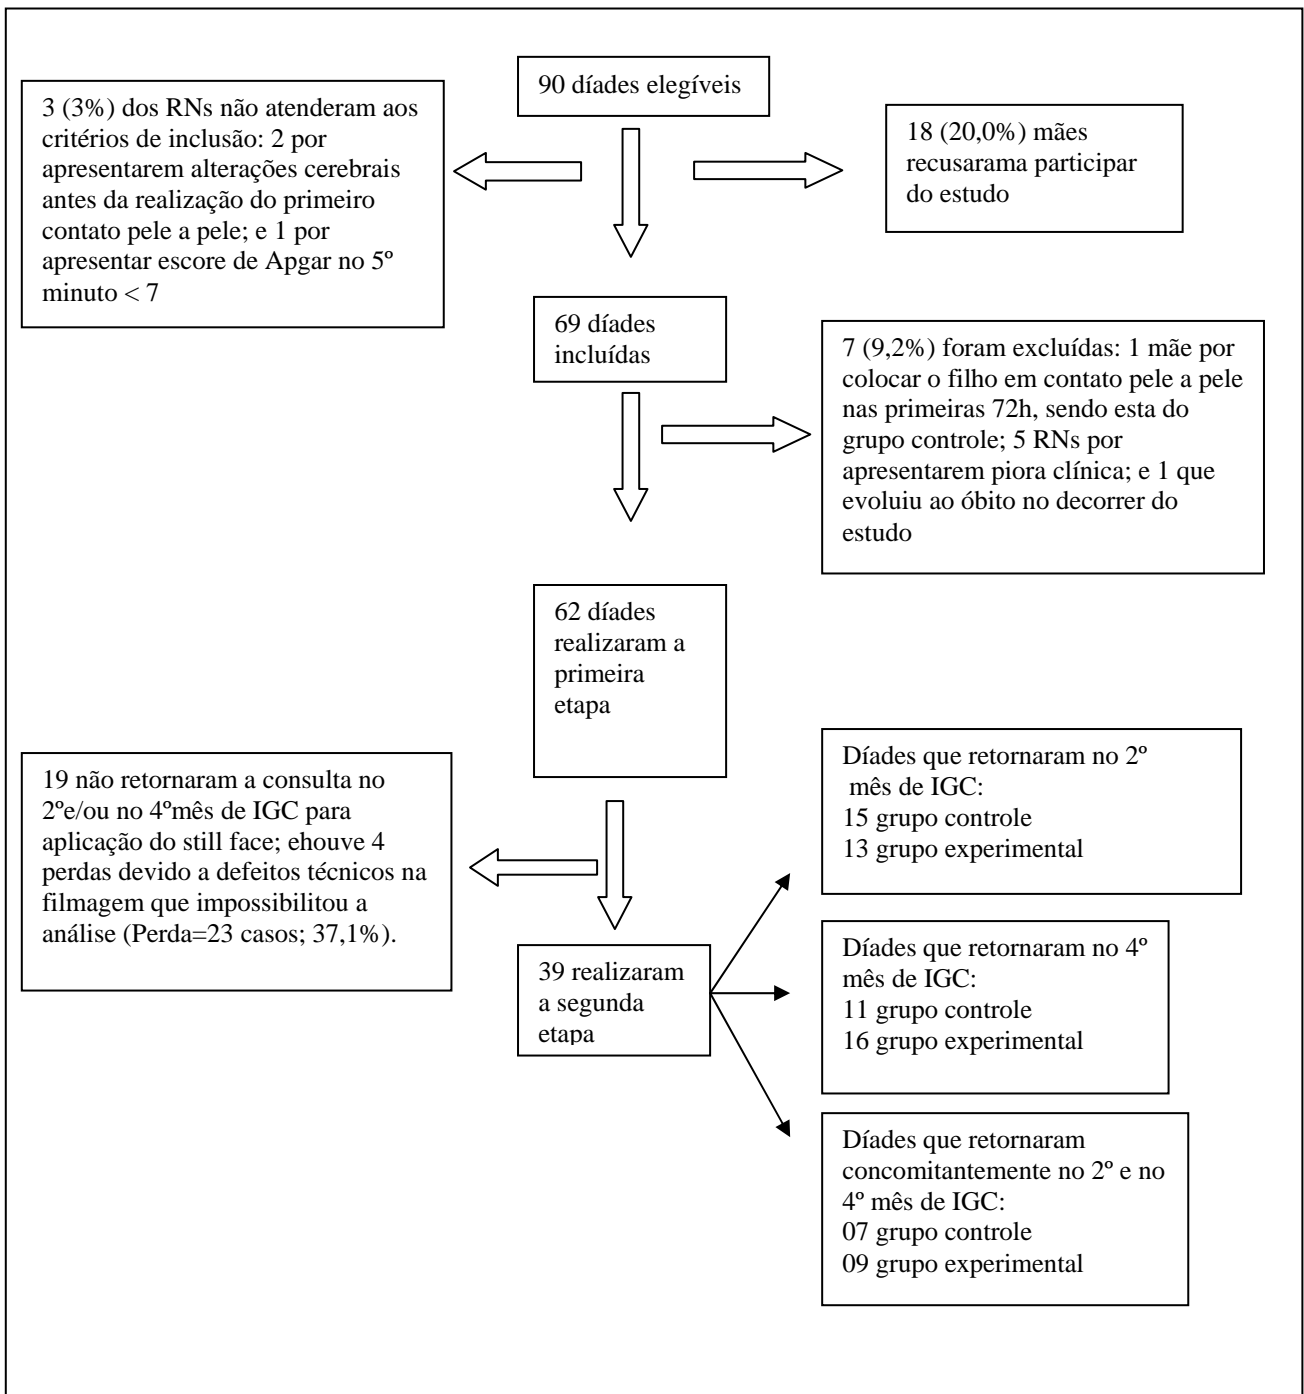 90 díades elegíveis
3 (3%) dos RNs não atenderam aos
critérios de inclusão: 2 por
apresentarem alterações cerebrais
antes da realização do primeiro
contato pele a pele; e 1 por
apresentar escore de Apgar no 5º
minuto < 7
18 (20,0%) mães
recusarama participar
do estudo
69 díades
incluídas
7 (9,2%) foram excluídas: 1 mãe por
colocar o filho em contato pele a pele
nas primeiras 72h, sendo esta do
grupo controle; 5 RNs por
apresentarem piora clínica; e 1 que
evoluiu ao óbito no decorrer do
estudo
62 díades
realizaram a
primeira
etapa
19 não retornaram a consulta no
2ºe/ou no 4ºmês de IGC para
aplicação do still face; ehouve 4
perdas devido a defeitos técnicos na
filmagem que impossibilitou a
análise (Perda=23 casos; 37,1%).
39 realizaram
a segunda
etapa
Díades que retornaram no 2º
mês de IGC:
15 grupo controle
13 grupo experimental
Díades que retornaram no 4º
mês de IGC:
11 grupo controle
16 grupo experimental
Díades que retornaram
concomitantemente no 2º e no
4º mês de IGC:
07 grupo controle
09 grupo experimental